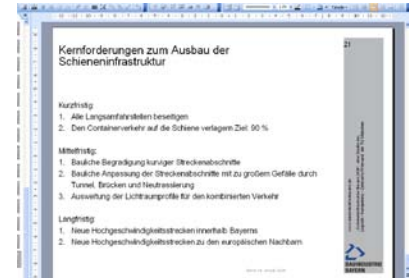 Kernforderungen zum Ausbau der
Schieneninfrastruktur
21
Kurzfristig:
1. Alle Langsamfahrstellen beseitigen
2. Den Containerverkehr auf die Schiene verlagern Ziel: 90 %
Mittelfristig:
1. Bauliche Begradigung kurviger Streckenabschnitte
2. Bauliche Anpassung der Streckenabschnitte mit zu großem Gefälle durch
Tunnel, Brücken und Neutrassierung
3. Ausweitung der Lichtraumprofile für den kombinierten Verkehr
Langfristig:
1. Neue Hochgeschwindigkeitsstrecken innerhalb Bayerns
2. Neue Hochgeschwindigkeitsstrecken zu den europäischen Nachbarn
BAUINDUSTRIE
BAYERN